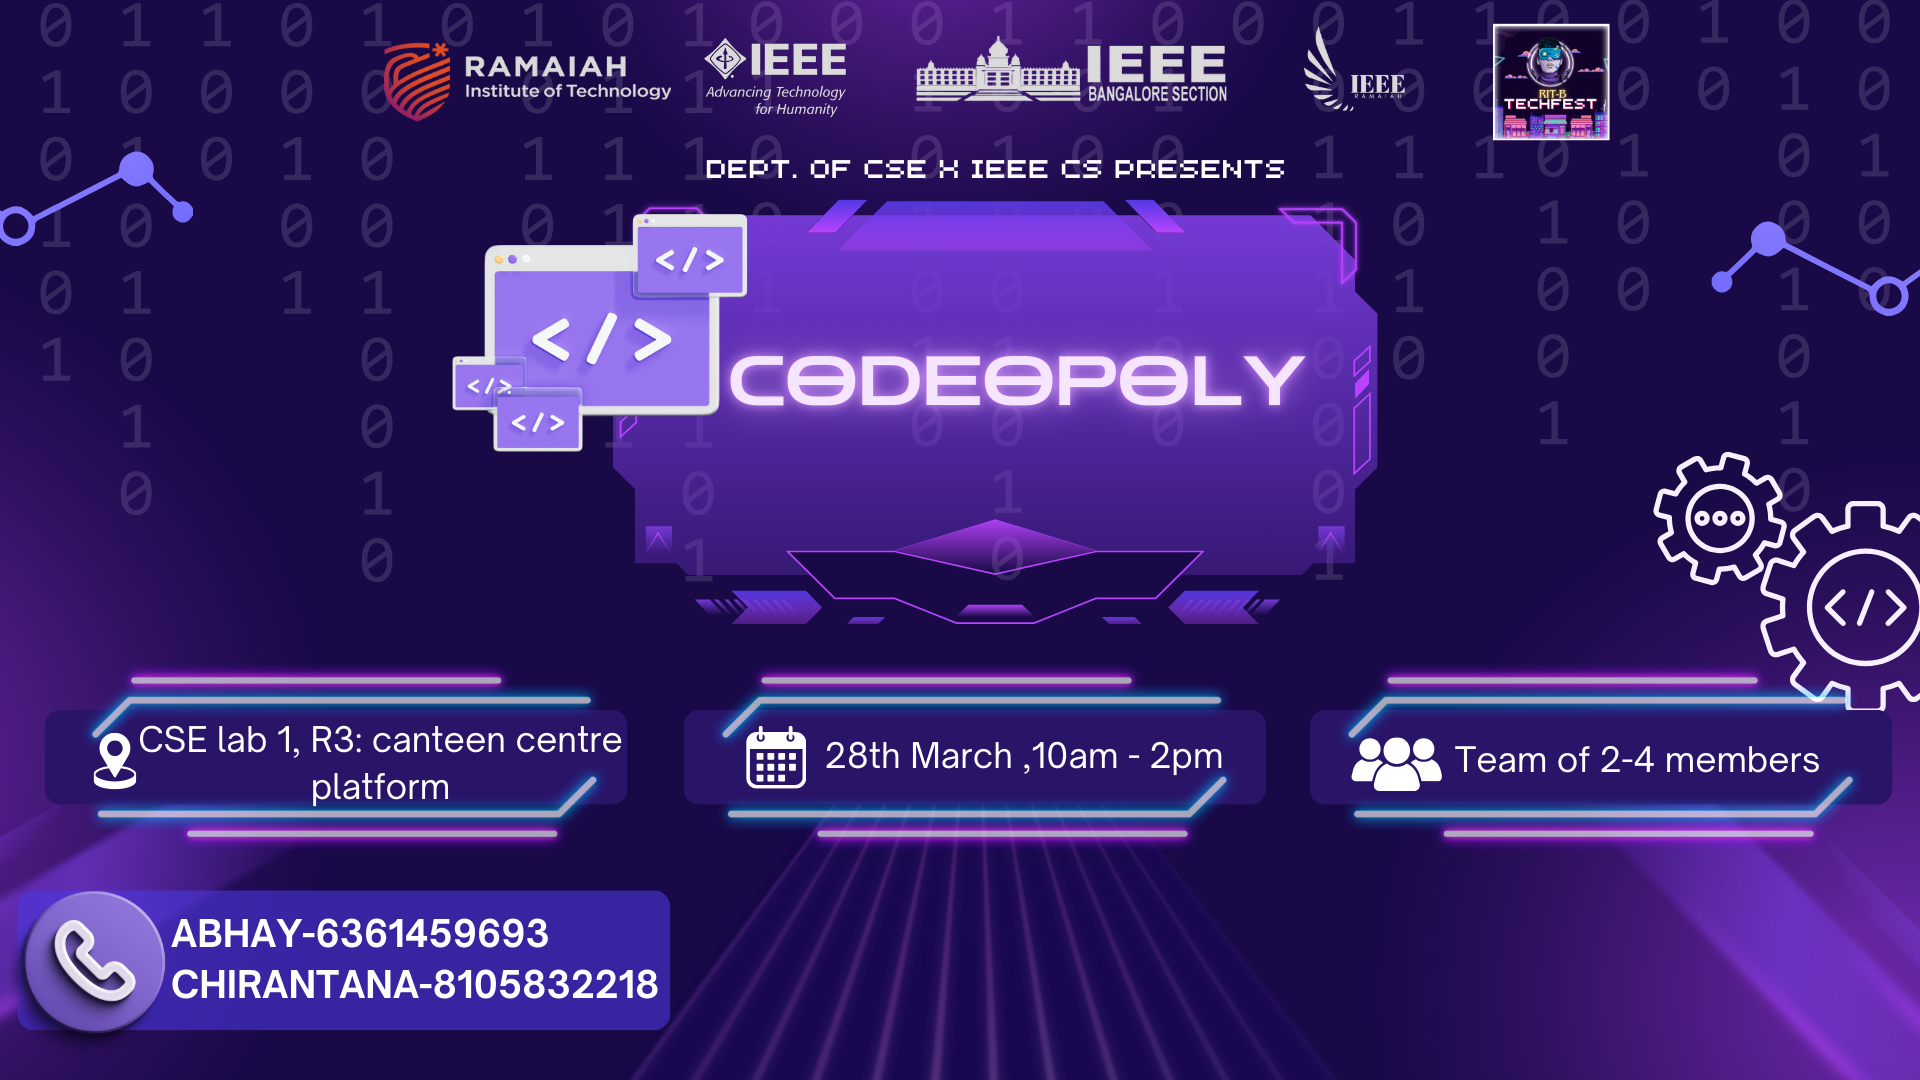 RAMAIAH
Institute of Technology
IEEE
Advancing Technology
for Humanity
IEEE
BANGALORE SECTION
IEEE
RAMAIAH
RIT-B
TECHFEST
DEPT. OF CSE X IEEE CS PRESENTS
</>
</>
</>
</>
CODEOPOLY
</>
CSE lab 1, R3: canteen centre
platform
28th March ,10am - 2pm
Team of 2-4 members
ABHAY-6361459693
CHIRANTANA-8105832218